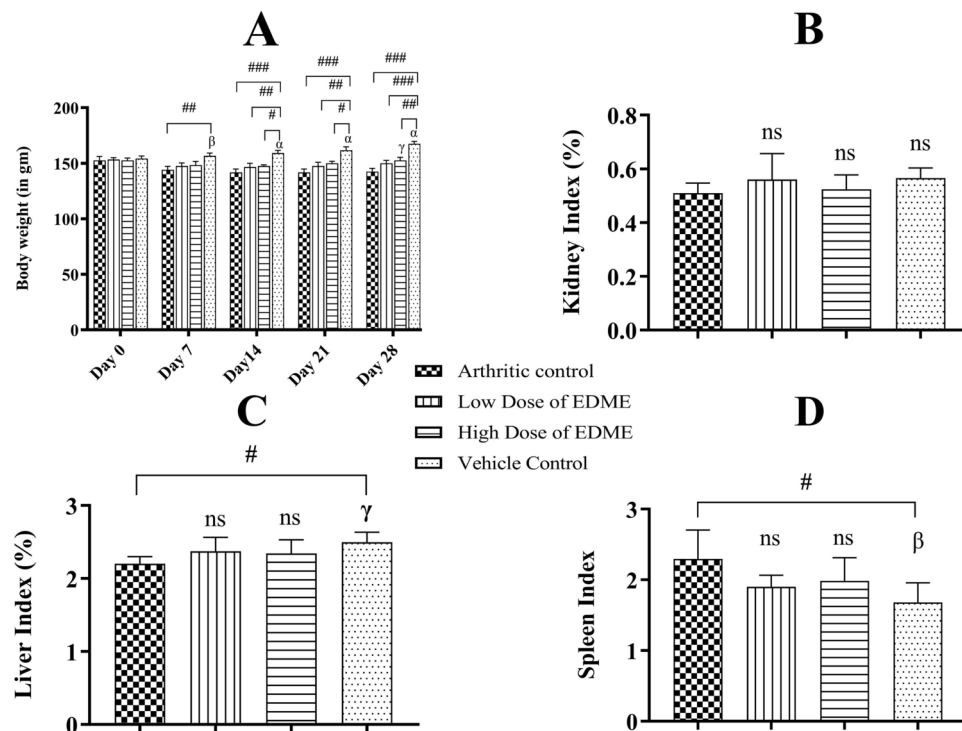 A
B
###
###
###
##
##
###
##
#
#
##
β
α
α
γ
α
200
150
100
50
0
Body weight (in gm)
Day 0
Day 7
Day14
Day 21
Day 28
0.8
0.6
0.4
0.2
0.0
Kidney Index (%)
ns
ns
ns
Arthritic control
Low Dose of EDME
High Dose of EDME
Vehicle Control
C
D
#
3
2
1
0
Liver Index (%)
ns
ns
γ
#
3
2
1
0
Spleen Index
ns
ns
β